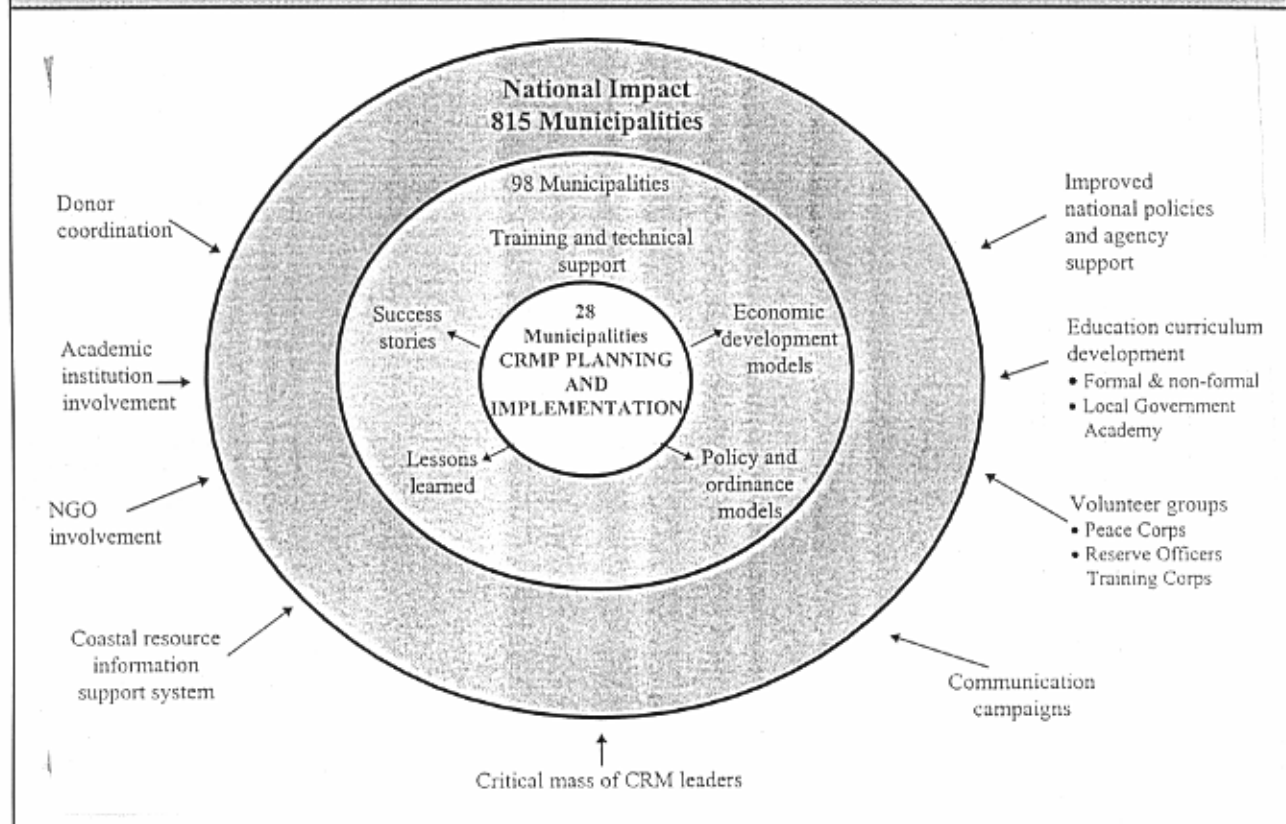 National Impact
815 Municipalities
98 Municipalities
Training and technical
support
Success
stories
Economic
development
models
28
Municipalities
CRMP PLANNING
AND
IMPLEMENTATION
Lessons
learned
Policy and
ordinance
models
Donor
coordination
Academic
institution
involvement
NGO
involvement
Coastal resource
information
support system
Critical mass of CRM leaders
Improved
national policies
and agency
support
Education curriculum
development
• Formal & non-formal
• Local Government
Academy
Volunteer groups
• Peace Corps
• Reserve Officers
Training Corps
Communication
campaigns